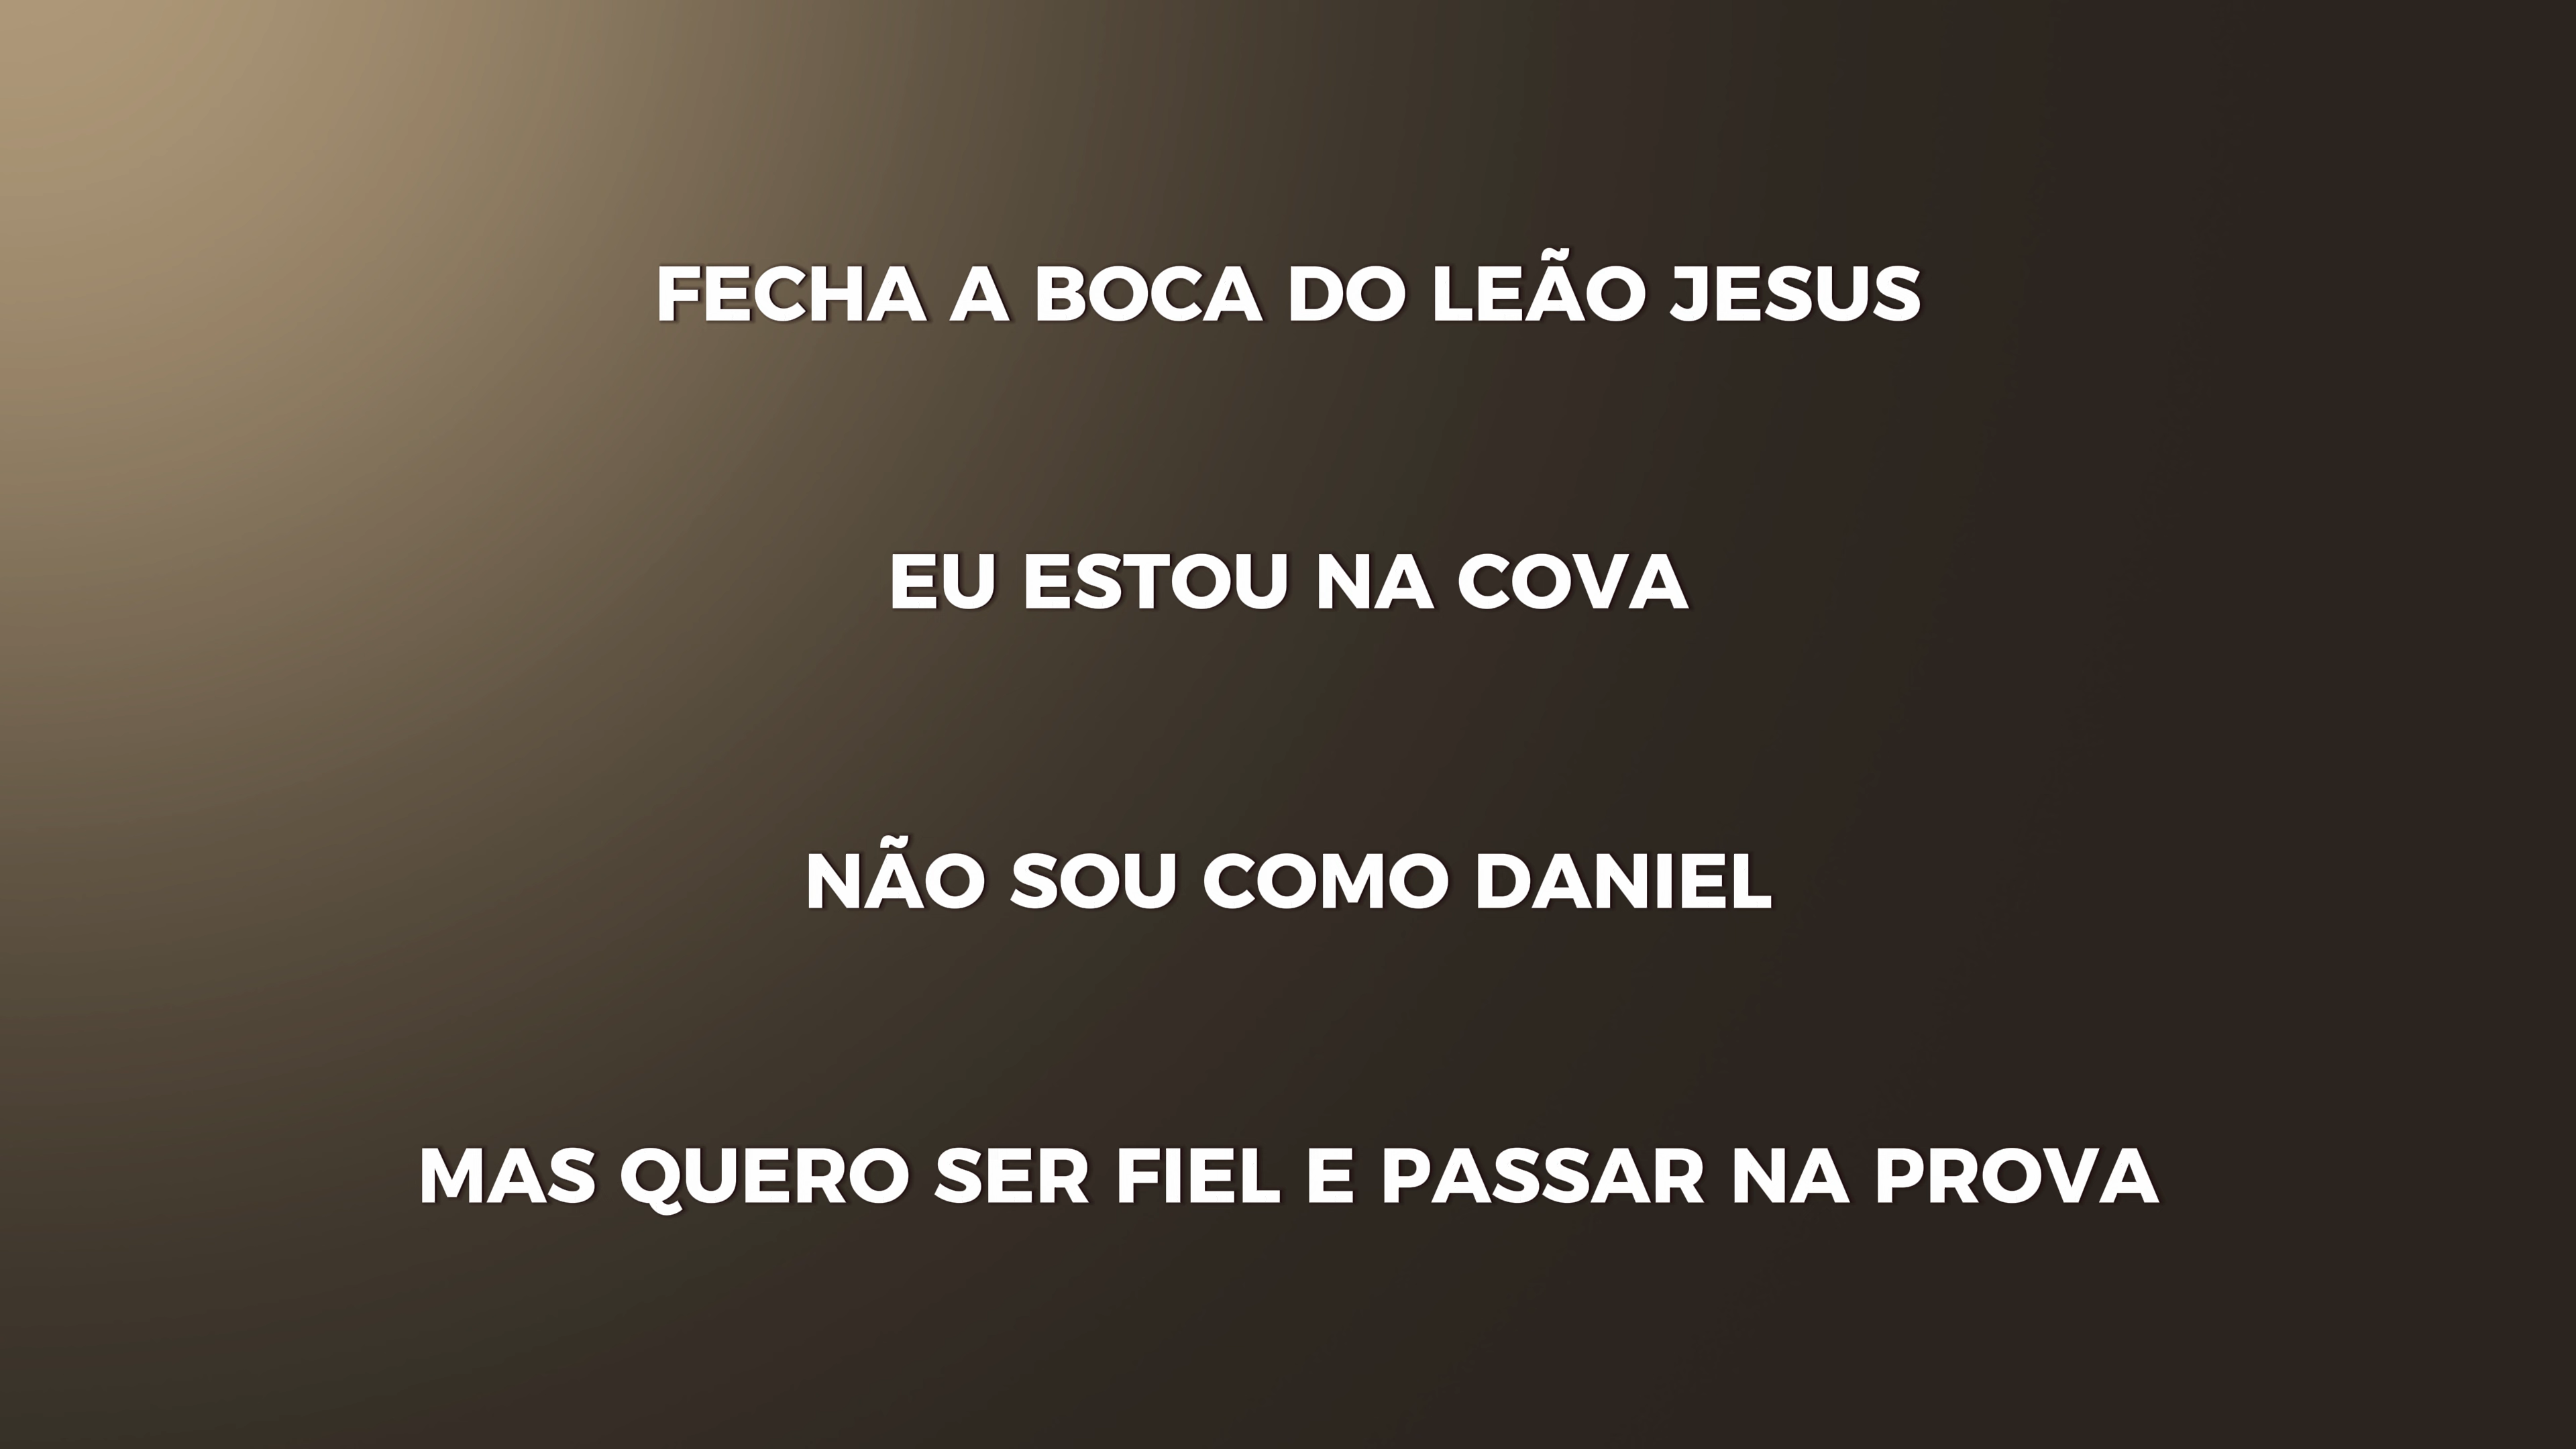 FECHA A BOCA DO LEÃO JESUS
EU ESTOU NA COVA
NÃO SOU COMO DANIEL
MAS QUERO SER FIEL E PASSAR NA PROVA